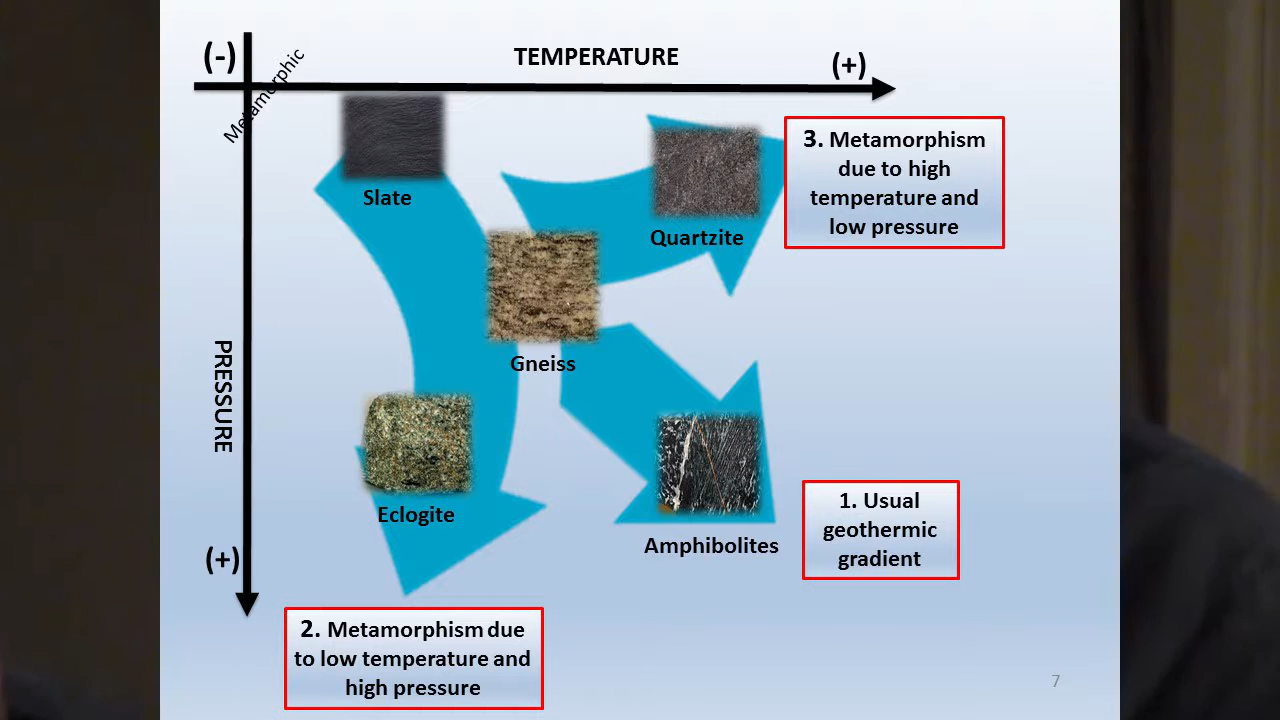 (-)
TEMPERATURE
(+)
Metamorphic
Slate
3. Metamorphism
due to high
temperature and
low pressure
Quartzite
PRESSURE
Gneiss
Eclogite
Amphibolites
1. Usual
geothermic
gradient
(+)
2. Metamorphism due
to low temperature and
high pressure
7